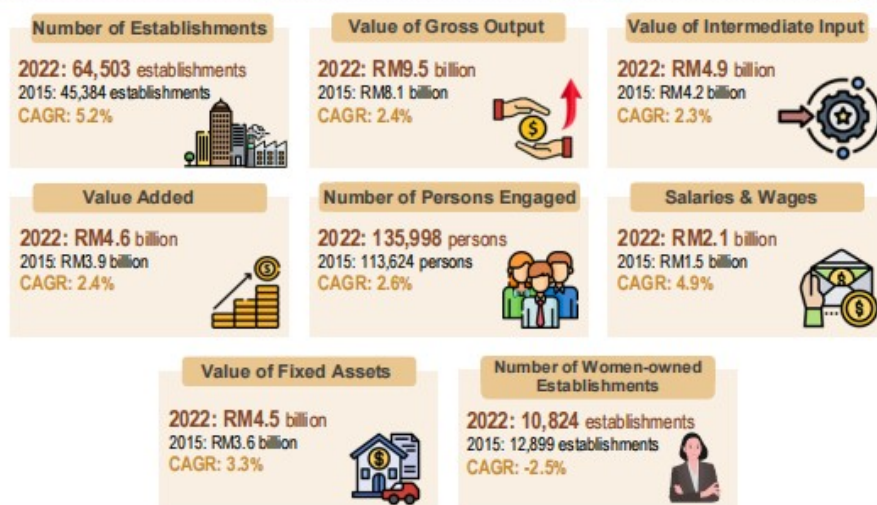 Number of Establishments
2022: 64,503 establishments
2015: 45,384 establishments
CAGR: 5.2%
Value of Gross Output
2022: RM9.5 billion
2015: RM8.1 billion
CAGR: 2.4%
Value of Intermediate Input
2022: RM4.9 billion
2015: RM4.2 billion
CAGR: 2.3%
Value Added
2022: RM4.6 billion
2015: RM3.9 billion
CAGR: 2.4%
Number of Persons Engaged
2022: 135,998 persons
2015: 113,624 persons
CAGR: 2.6%
Salaries & Wages
2022: RM2.1 billion
2015: RM1.5 billion
CAGR: 4.9%
Value of Fixed Assets
2022: RM4.5 billion
2015: RM3.6 billion
CAGR: 3.3%
Number of Women-owned
Establishments
2022: 10,824 establishments
2015: 12,899 establishments
CAGR: -2.5%